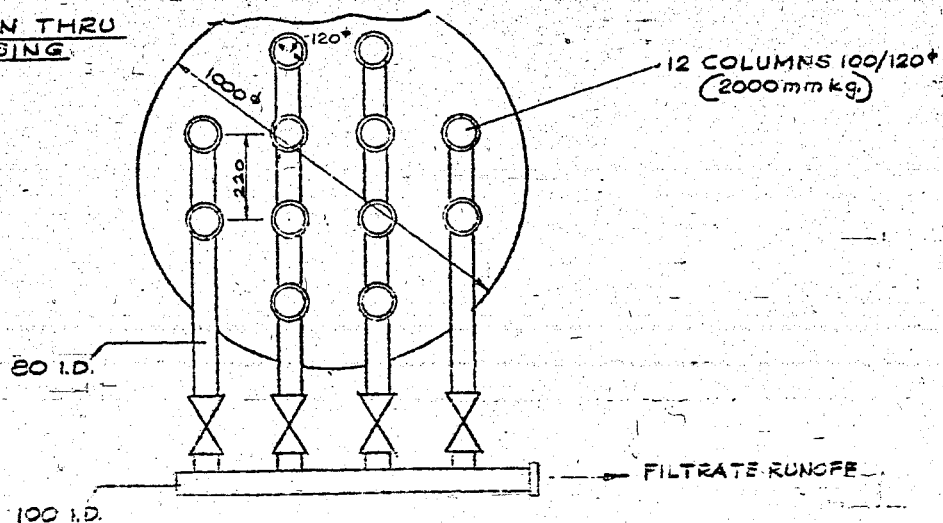 N THRU
SING
120⌀
1000⌀
12 COLUMNS 100/120⌀
(2000mm kg.)
220
80 I.D.
FILTRATE RUNOFF
100 I.D.